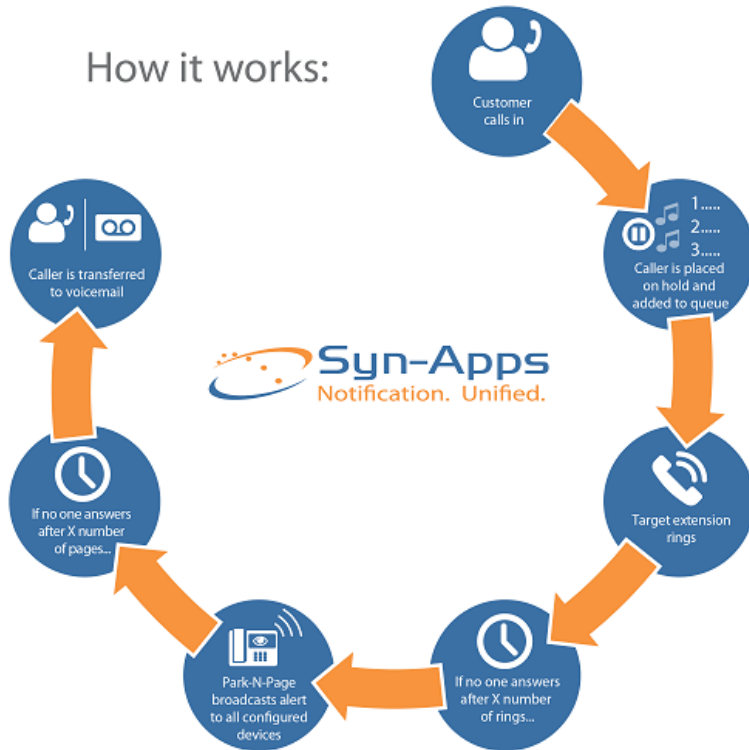 How it works:
Customer
calls in
1.....
2.....
3.....
Caller is placed
on hold and
added to queue
Target extension
rings
If no one answers
after X number
of rings...
Park-N-Page
broadcasts alert
to all configured
devices
If no one answers
after X number
of pages...
Caller is transferred
to voicemail
Syn-Apps
Notification. Unified.